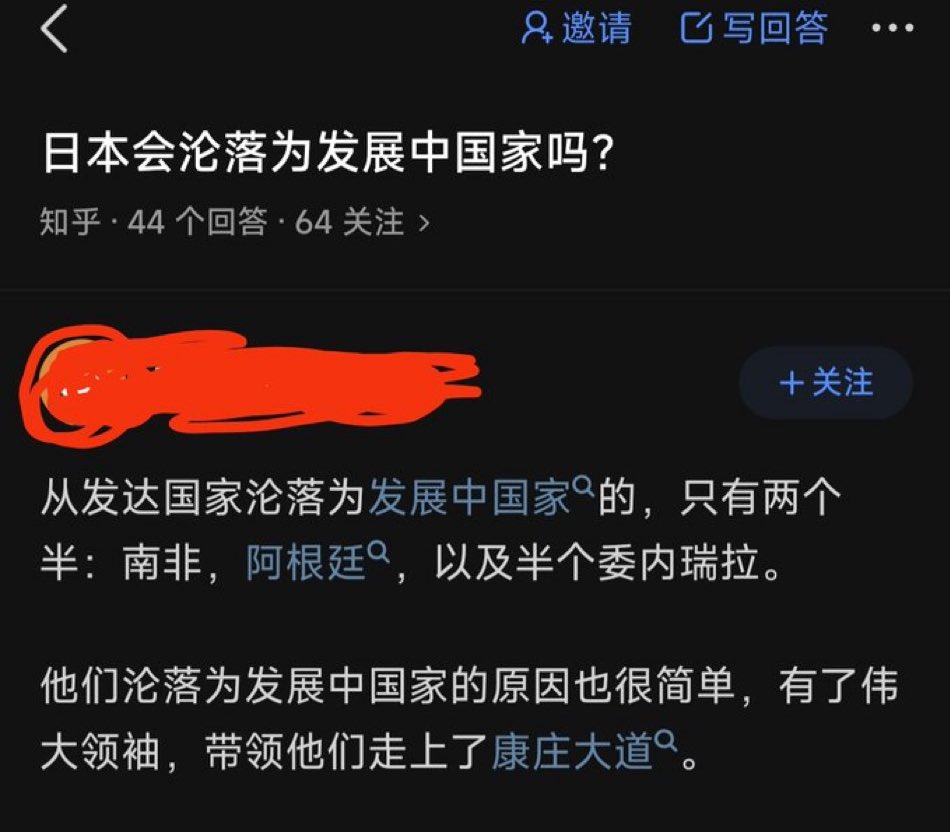 邀请 写回答
日本会沦落为发展中国家吗?
知乎 · 44 个回答 · 64 关注 >
+ 关注
从发达国家沦落为发展中国家的，只有两个
半：南非，阿根廷，以及半个委内瑞拉。
他们沦落为发展中国家的原因也很简单，有了伟
大领袖，带领他们走上了康庄大道。